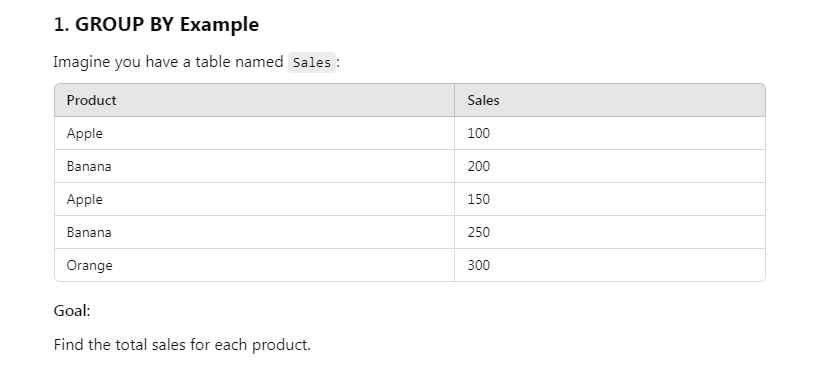 1. GROUP BY Example
Imagine you have a table named Sales :
Product Sales
Apple 100
Banana 200
Apple 150
Banana 250
Orange 300
Goal:
Find the total sales for each product.